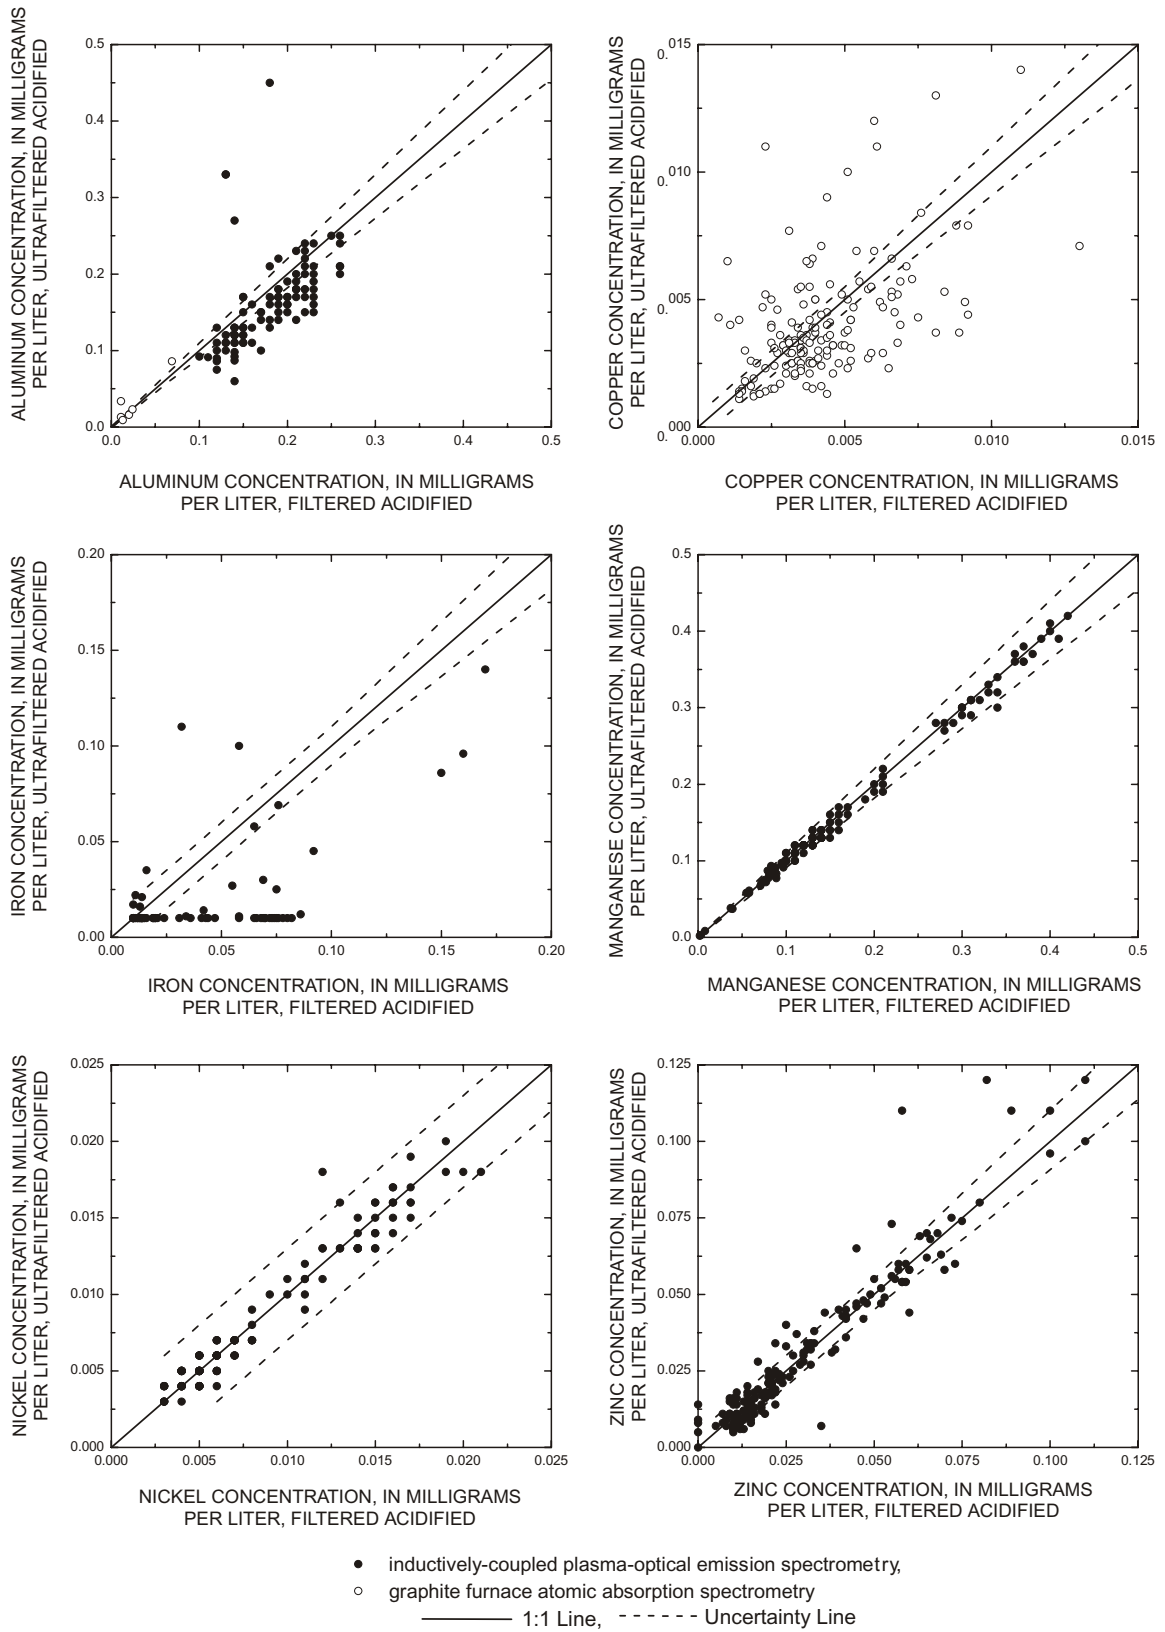 ALUMINUM CONCENTRATION, IN MILLIGRAMS
PER LITER, ULTRAFILTERED ACIDIFIED
0.5
0.4
0.3
0.2
0.1
0.0
0.0 0.1 0.2 0.3 0.4 0.5
ALUMINUM CONCENTRATION, IN MILLIGRAMS
PER LITER, FILTERED ACIDIFIED
COPPER CONCENTRATION, IN MILLIGRAMS
PER LITER, ULTRAFILTERED ACIDIFIED
015
0.
010
0.
005
0.
000
0.
0.000 0.005 0.010 0.015
COPPER CONCENTRATION, IN MILLIGRAMS
PER LITER, FILTERED ACIDIFIED
IRON CONCENTRATION, IN MILLIGRAMS
PER LITER, ULTRAFILTERED ACIDIFIED
0.20
0.15
0.10
0.05
0.00
0.00 0.05 0.10 0.15 0.20
IRON CONCENTRATION, IN MILLIGRAMS
PER LITER, FILTERED ACIDIFIED
MANGANESE CONCENTRATION, IN MILLIGRAMS
PER LITER, ULTRAFILTERED ACIDIFIED
0.5
0.4
0.3
0.2
0.1
0.0
0.0 0.1 0.2 0.3 0.4 0.5
MANGANESE CONCENTRATION, IN MILLIGRAMS
PER LITER, FILTERED ACIDIFIED
NICKEL CONCENTRATION, IN MILLIGRAMS
PER LITER, ULTRAFILTERED ACIDIFIED
0.025
0.020
0.015
0.010
0.005
0.000
0.000 0.005 0.010 0.015 0.020 0.025
NICKEL CONCENTRATION, IN MILLIGRAMS
PER LITER, FILTERED ACIDIFIED
ZINC CONCENTRATION, IN MILLIGRAMS
PER LITER, ULTRAFILTERED ACIDIFIED
0.125
0.100
0.075
0.050
0.025
0.000
0.000 0.025 0.050 0.075 0.100 0.125
ZINC CONCENTRATION, IN MILLIGRAMS
PER LITER, FILTERED ACIDIFIED
inductively-coupled plasma-optical emission spectrometry,
graphite furnace atomic absorption spectrometry
1:1 Line, Uncertainty Line